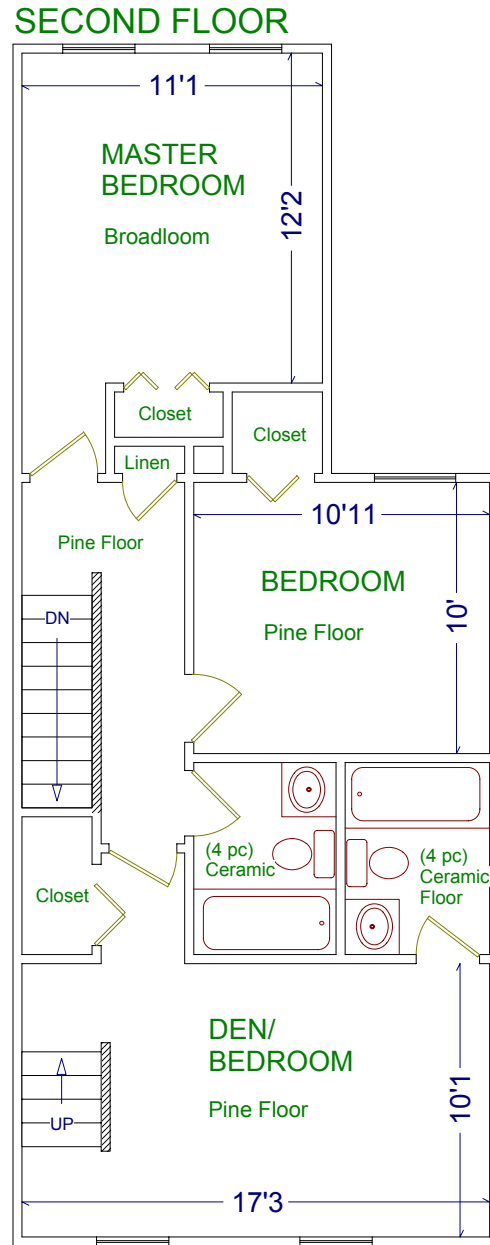 SECOND FLOOR
11'1
MASTER
BEDROOM
12'2
Broadloom
Closet
Closet
Linen
10'11
Pine Floor
BEDROOM
10'
DN
Pine Floor
(4 pc)
Ceramic
(4 pc)
Ceramic
Floor
Closet
DEN/
BEDROOM
10'1
Pine Floor
UP
17'3